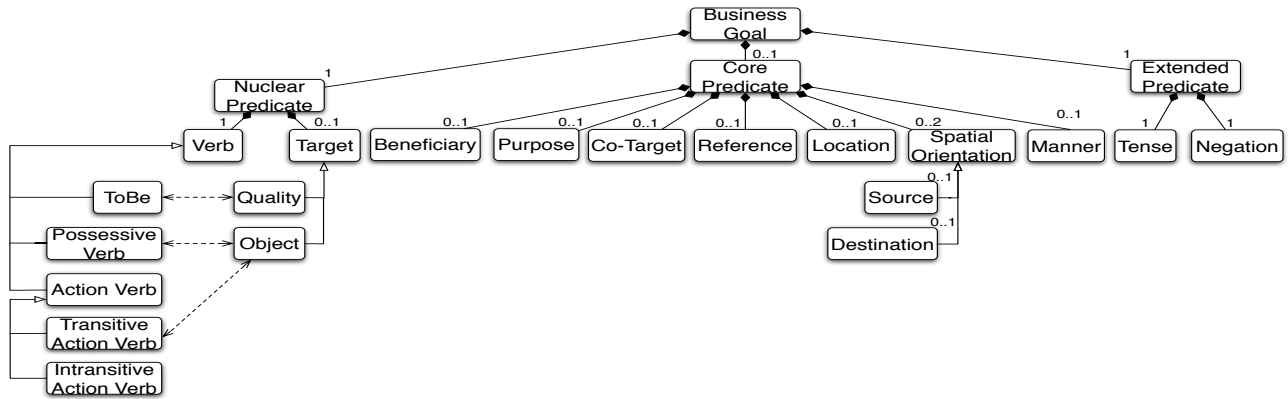 Business
Goal
1
0..1
1
Nuclear
Predicate
Core
Predicate
Extended
Predicate
1
0..1
0..1
0..1
0..1
0..1
0..1
0..2
0..1
1
1
Verb
Target
Beneficiary
Purpose
Co-Target
Reference
Location
Spatial
Orientation
Manner
Tense
Negation
ToBe
Quality
0..1
Source
Possessive
Verb
Object
0..1
Destination
Action Verb
Transitive
Action Verb
Intransitive
Action Verb